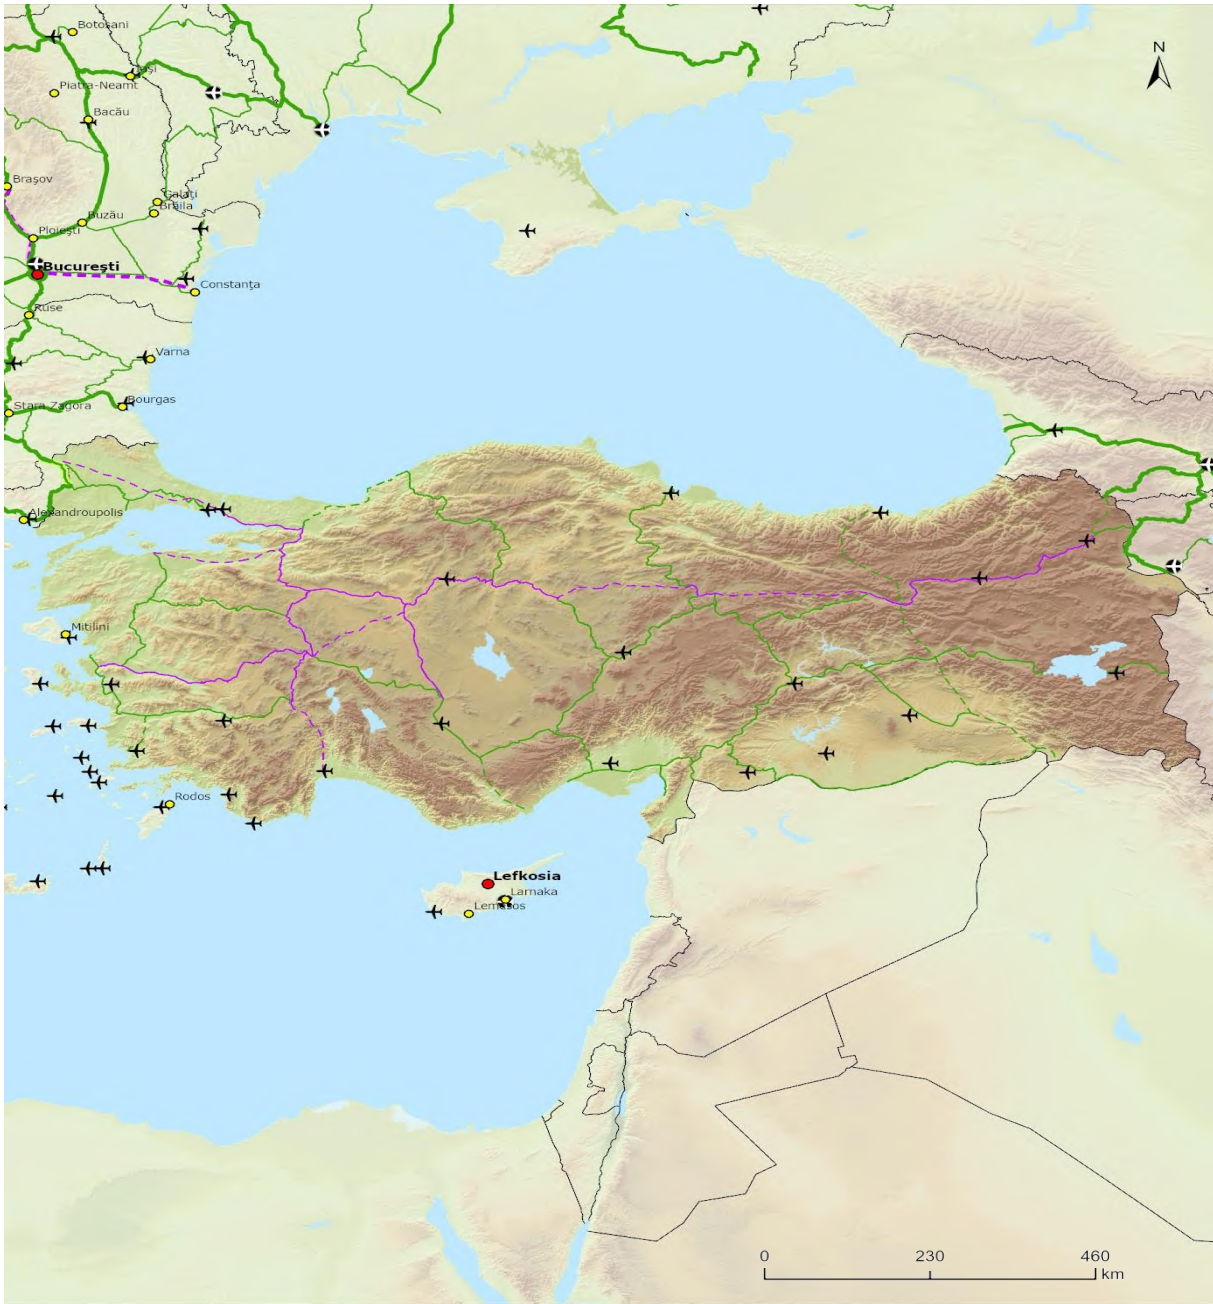 Botoşani
Iaşi
Piatra-Neamt
Bacău
Braşov
Galaţi
Brăila
Buzău
Ploieşti
Bucureşti
Constanţa
Ruse
Varna
Bourgas
Stara Zagora
Alexandroupolis
Mitilini
Rodos
Lefkosia
Larnaka
Lemesos
N
0 230 460
km